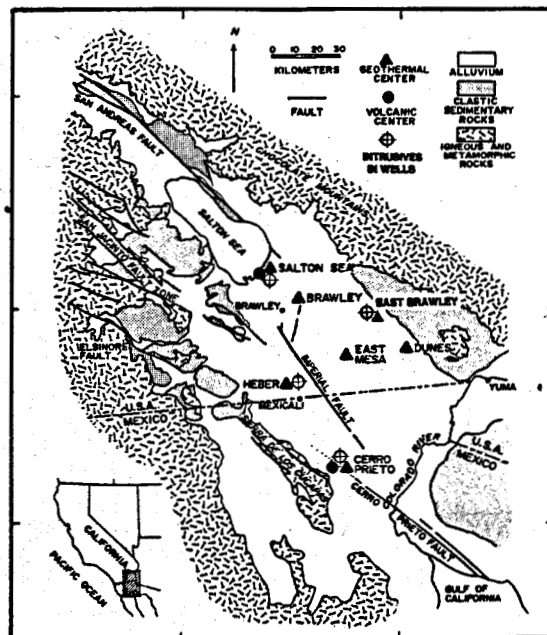 N
0 10 20 30
KILOMETERS
FAULT
GEOTHERMAL
CENTER
VOLCANIC
CENTER
INTRUSIVES
IN WELLS
ALLUVIUM
CLASTIC
SEDIMENTARY
ROCKS
IGNEOUS AND
METAMORPHIC
ROCKS
SAN ANDREAS FAULT
CHOCOLATE MOUNTAINS
SALTON SEA
SAN JACINTO FAULT ZONE
SALTON SEA
BRAWLEY
BRAWLEY
EAST BRAWLEY
ELSINORE
FAULT
IMPERIAL FAULT
EAST
MESA
DUNES
HEBER
MEXICALI
YUMA
U.S.A.
MEXICO
SIERRA DE LOS CUCAPAS
CERRO
PRIETO
COLORADO RIVER
U.S.A.
MEXICO
CERRO PRIETO FAULT
CALIFORNIA
PACIFIC OCEAN
GULF OF
CALIFORNIA